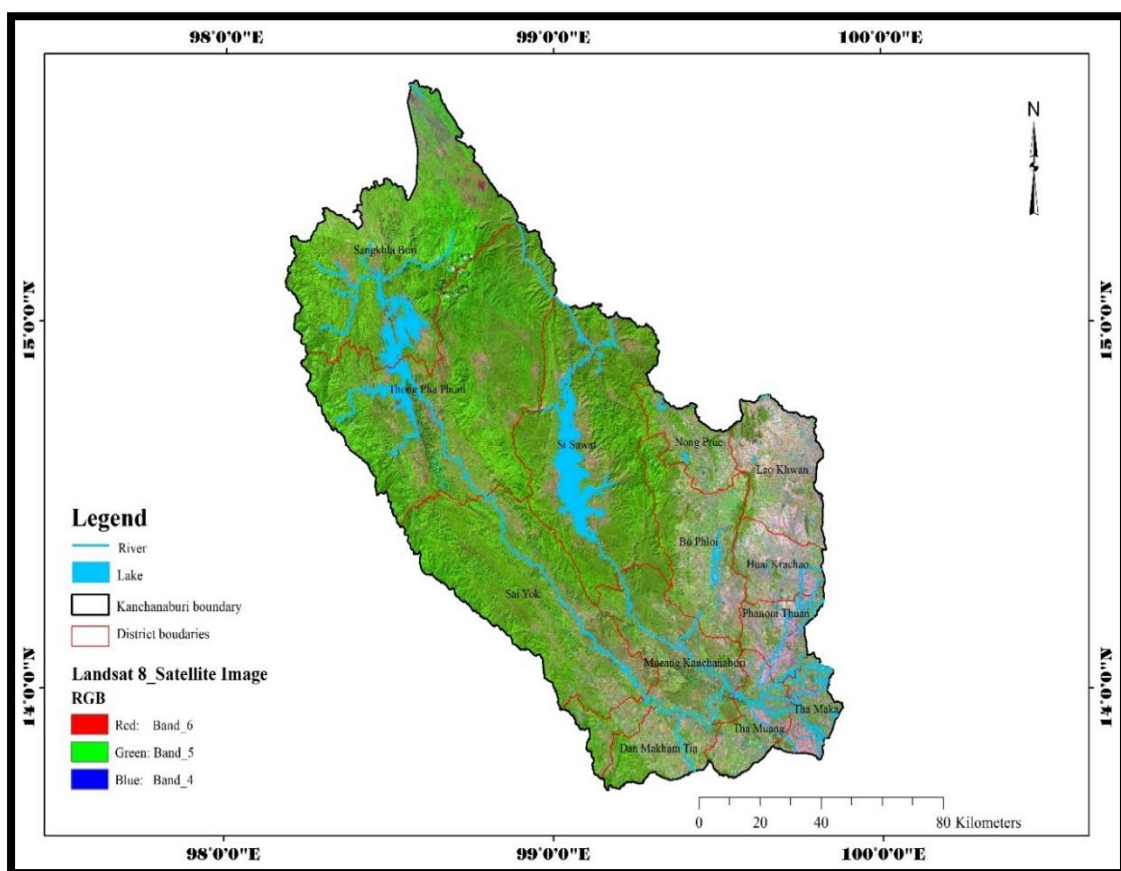 98°0'0"E 99°0'0"E 100°0'0"E
N
Sangkhla Buri
15°0'0"N 15°0'0"N
Thong Pha Phum
Si Sawat
Nong Prue
Lao Khwan
Legend
River
Lake
Kanchanaburi boundary
District boudaries
Bo Phloi
Huai Krachao
Sai Yok
Phanom Thuan
Mueang Kanchanaburi
14°0'0"N 14°0'0"N
Landsat 8_Satellite Image
RGB
Red: Band_6
Green: Band_5
Blue: Band_4
Tha Maka
Tha Muang
Dan Makham Tia
0 20 40 80 Kilometers
98°0'0"E 99°0'0"E 100°0'0"E